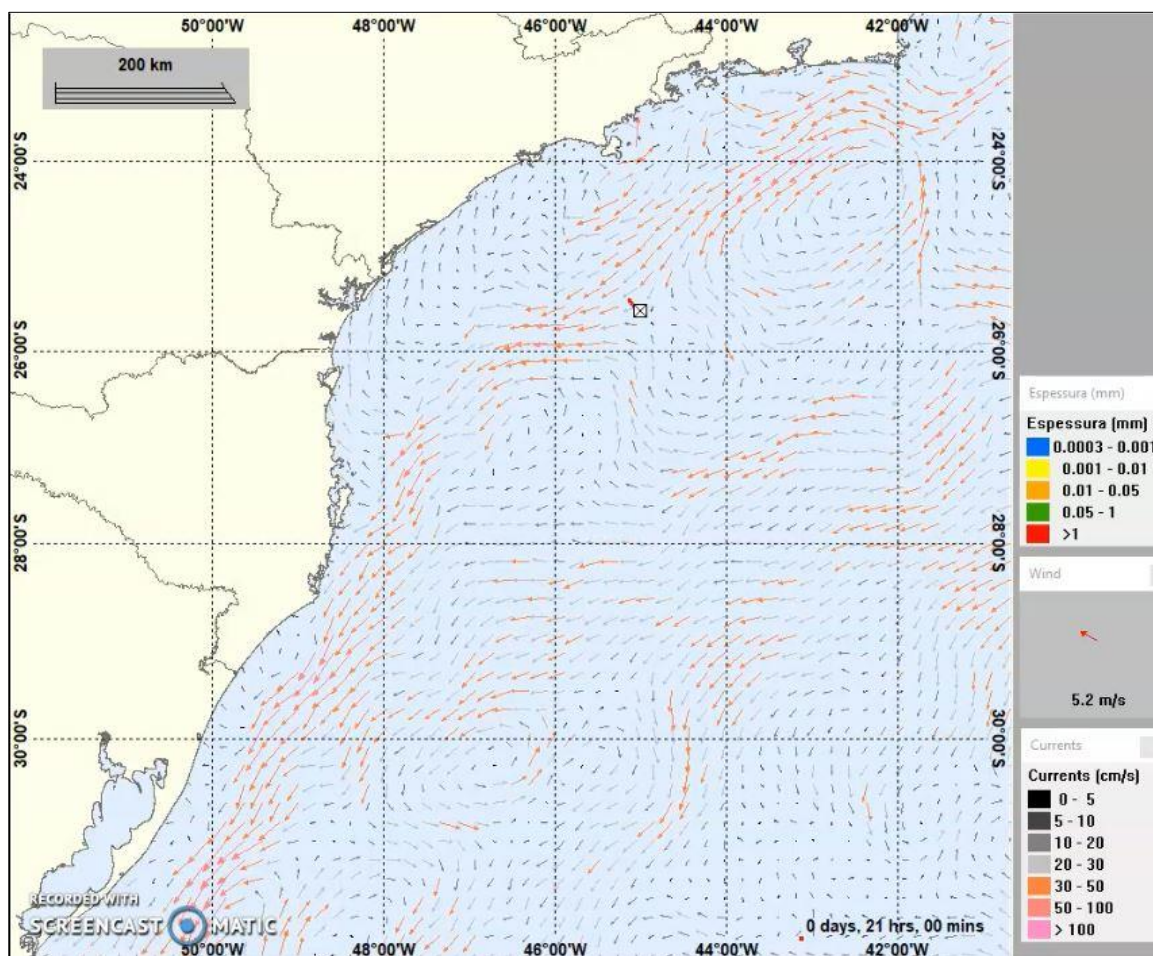 50°00'W 48°00'W 46°00'W 44°00'W 42°00'W
200 km
24°00'S 24°00'S
26°00'S 26°00'S
28°00'S 28°00'S
30°00'S 30°00'S
50°00'W 48°00'W 46°00'W 44°00'W 42°00'W
0 days, 21 hrs, 00 mins
RECORDED WITH
SCREENCAST MATIC
Espessura (mm)
Espessura (mm)
0.0003 - 0.001
0.001 - 0.01
0.01 - 0.05
0.05 - 1
>1
Wind
5.2 m/s
Currents
Currents (cm/s)
0 - 5
5 - 10
10 - 20
20 - 30
30 - 50
50 - 100
> 100